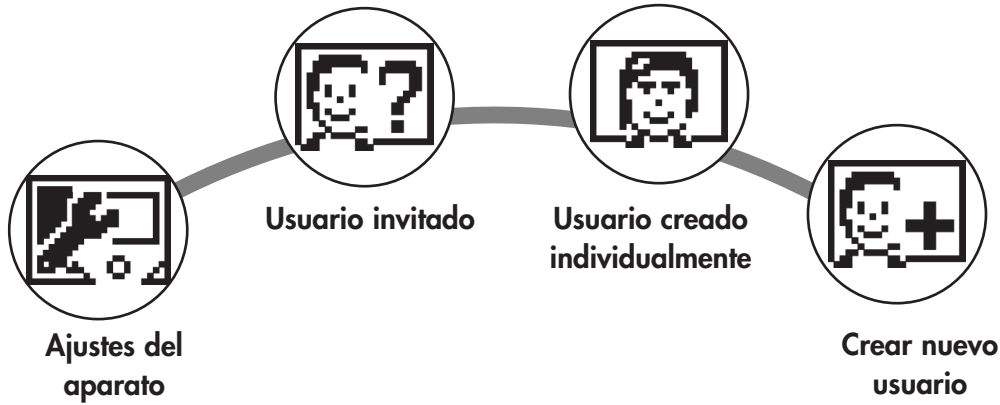 Usuario invitado
Usuario creado
individualmente
Ajustes del
aparato
Crear nuevo
usuario